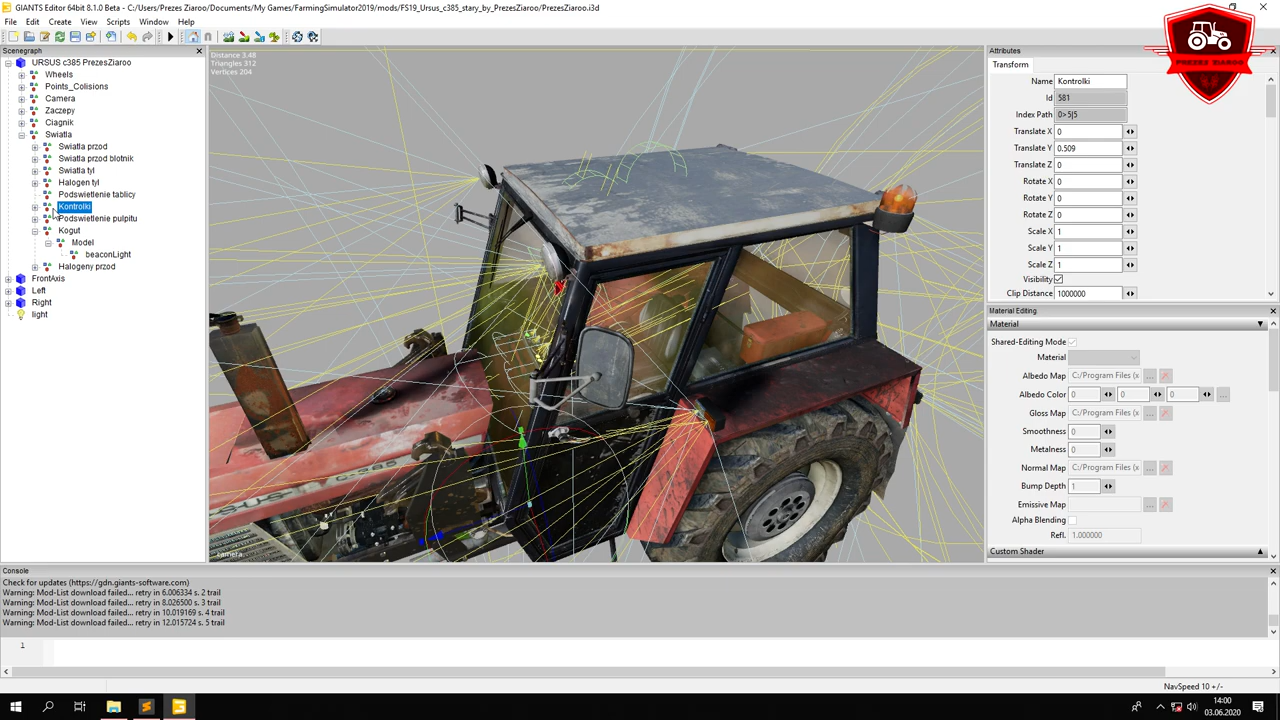 GIANTS Editor 64bit 8.1.0 Beta - C:/Users/Prezes Ziaroo/Documents/My Games/FarmingSimulator2019/mods/FS19_Ursus_c385_stary_by_PrezesZiaroo/PrezesZiaroo.i3d
File Edit Create View Scripts Window Help
Scenegraph
URSUS c385 PrezesZiaroo
Wheels
Points_Colisions
Camera
Zaczepy
Ciagnik
Swiatla
Swiatla przod
Swiatla przod blotnik
Swiatla tyl
Halogen tyl
Podswietlenie tablicy
Kontrolki
Podswietlenie pulpitu
Kogut
Model
beaconLight
Halogeny przod
FrontAxis
Left
Right
light
Distance 3.48
Triangles 312
Vertices 204
camera
PREZES ZIAROO
Attributes
Transform
Name Kontrolki
Id 581
Index Path 0>5|5
Translate X 0
Translate Y 0.509
Translate Z 0
Rotate X 0
Rotate Y 0
Rotate Z 0
Scale X 1
Scale Y 1
Scale Z 1
Visibility
Clip Distance 1000000
Material Editing
Material
Shared-Editing Mode
Material
Albedo Map C:/Program Files (x ...
Albedo Color 0 0 0 ...
Gloss Map C:/Program Files (x ...
Smoothness 0
Metalness 0
Normal Map C:/Program Files (x ...
Bump Depth 1
Emissive Map ...
Alpha Blending
Refl. 1.000000
Custom Shader
Console
Check for updates (https://gdn.giants-software.com)
Warning: Mod-List download failed... retry in 6.006334 s. 2 trail
Warning: Mod-List download failed... retry in 8.026500 s. 3 trail
Warning: Mod-List download failed... retry in 10.019169 s. 4 trail
Warning: Mod-List download failed... retry in 12.015724 s. 5 trail
1
NavSpeed 10 +/-
14:00
03.06.2020